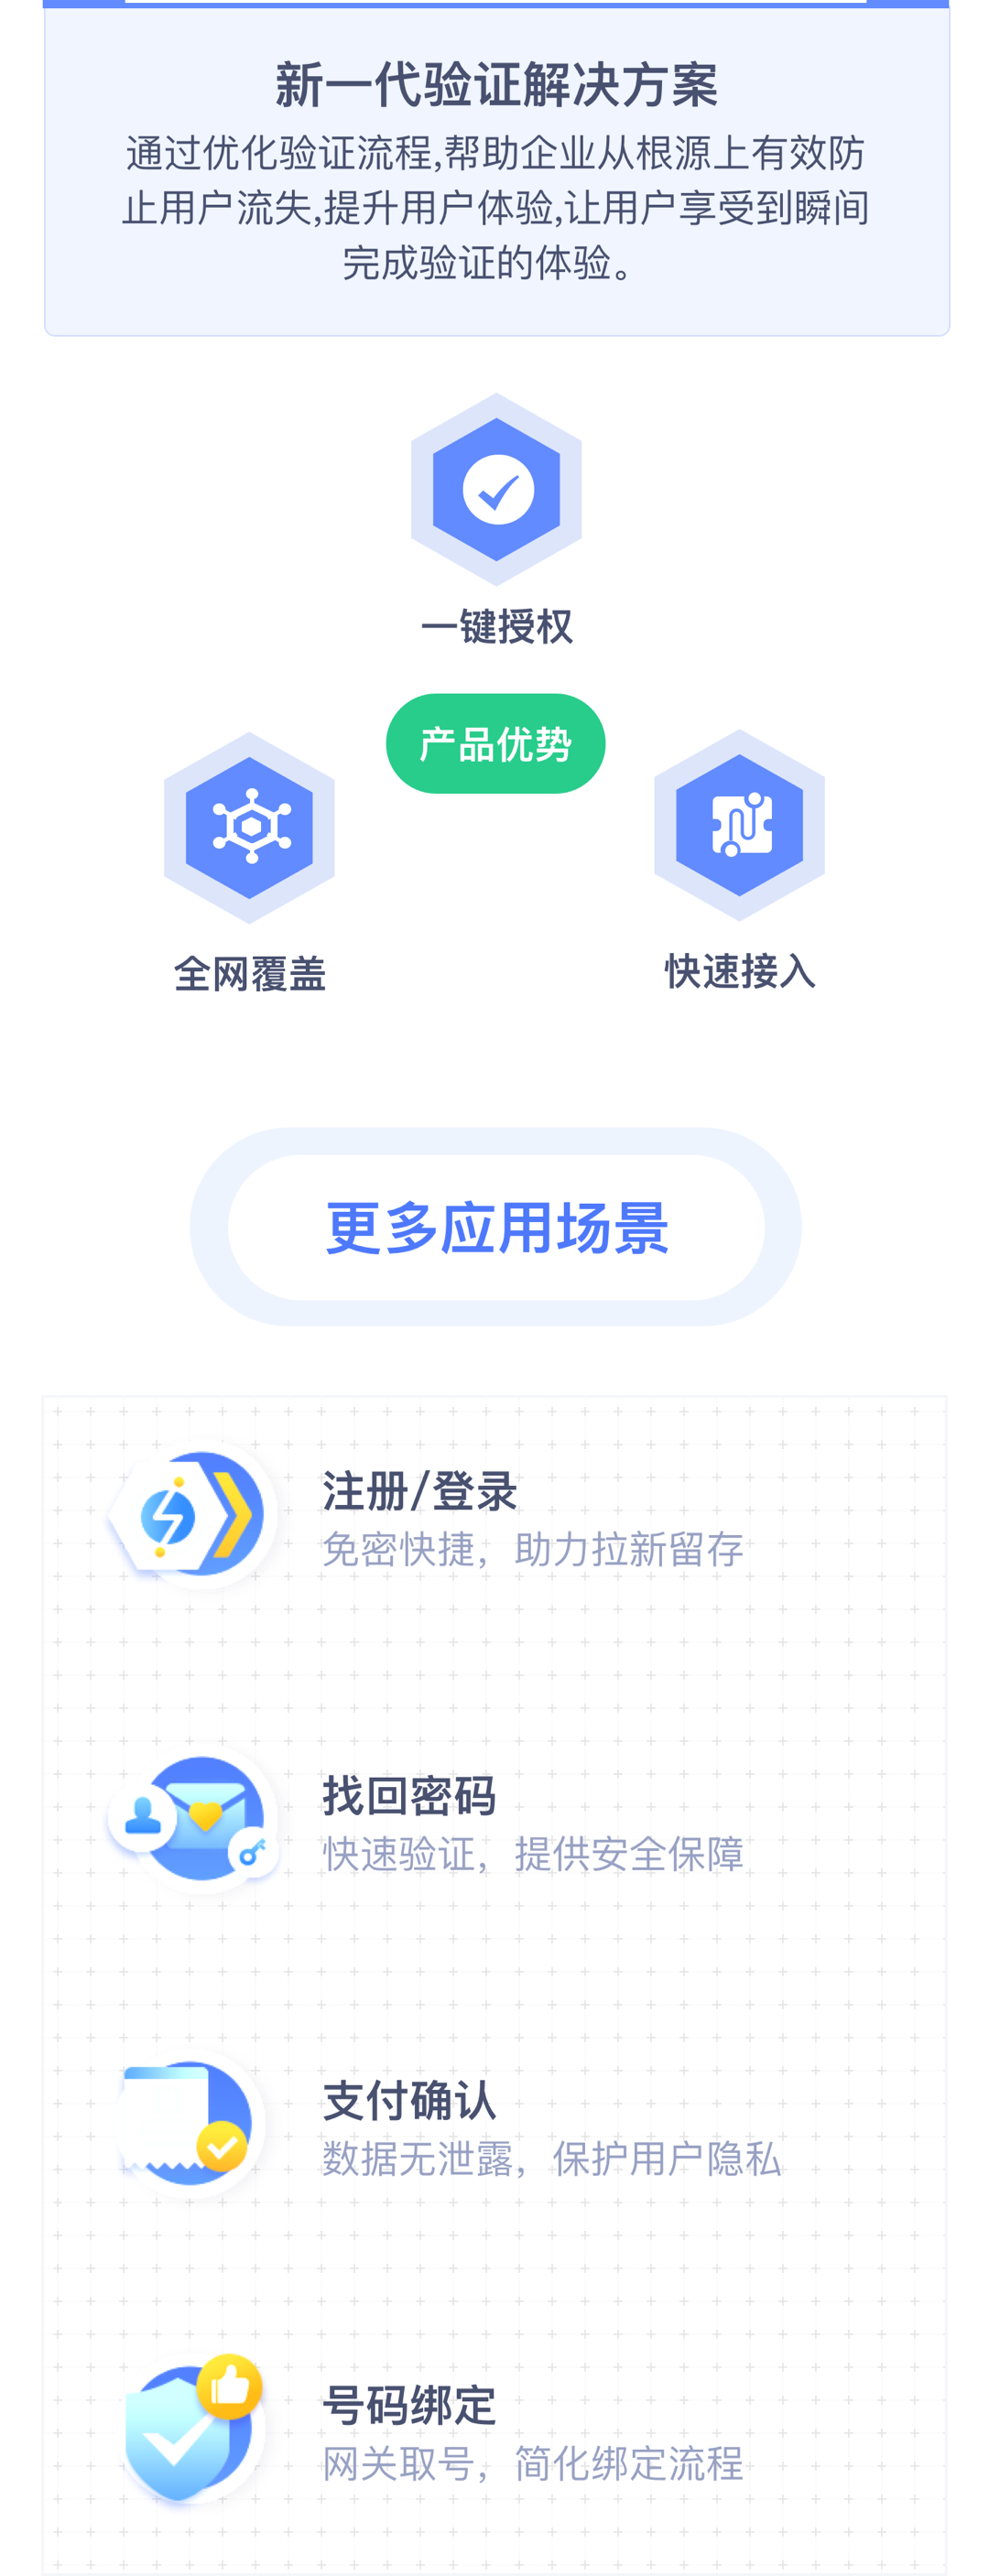 新一代验证解决方案
通过优化验证流程,帮助企业从根源上有效防
止用户流失,提升用户体验,让用户享受到瞬间
完成验证的体验。
一键授权
产品优势
全网覆盖
快速接入
更多应用场景
注册/登录
免密快捷，助力拉新留存
找回密码
快速验证，提供安全保障
支付确认
数据无泄露，保护用户隐私
号码绑定
网关取号，简化绑定流程